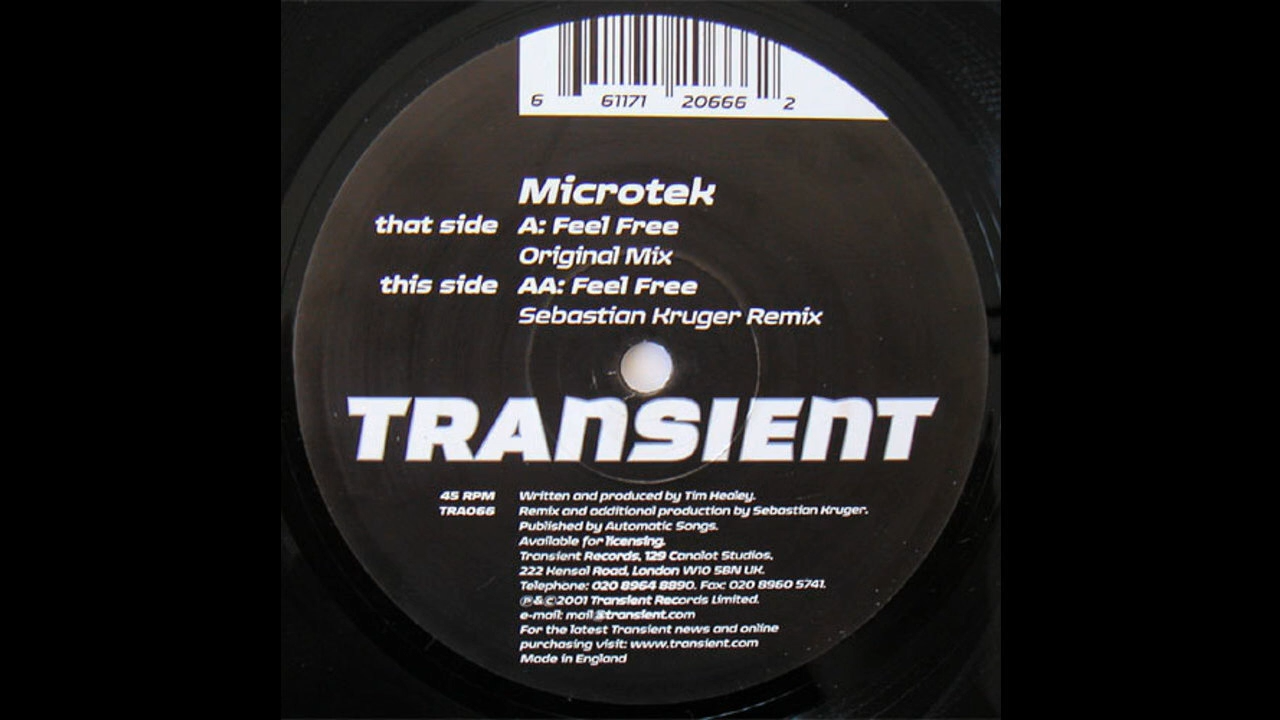 6 61171 20666 2
Microtek
that side A: Feel Free
Original Mix
this side AA: Feel Free
Sebastian Kruger Remix
TRANSIENT
45 RPM Written and produced by Tim Healey.
TRA066 Remix and additional production by Sebastian Kruger.
Published by Automatic Songs.
Available for licensing.
Transient Records, 129 Canalot Studios,
222 Kensal Road, London W10 5BN UK.
Telephone: 020 8964 8890. Fax: 020 8960 5741.
℗ & © 2001 Transient Records Limited.
e-mail: mail@transient.com
For the latest Transient news and online
purchasing visit: www.transient.com
Made in England